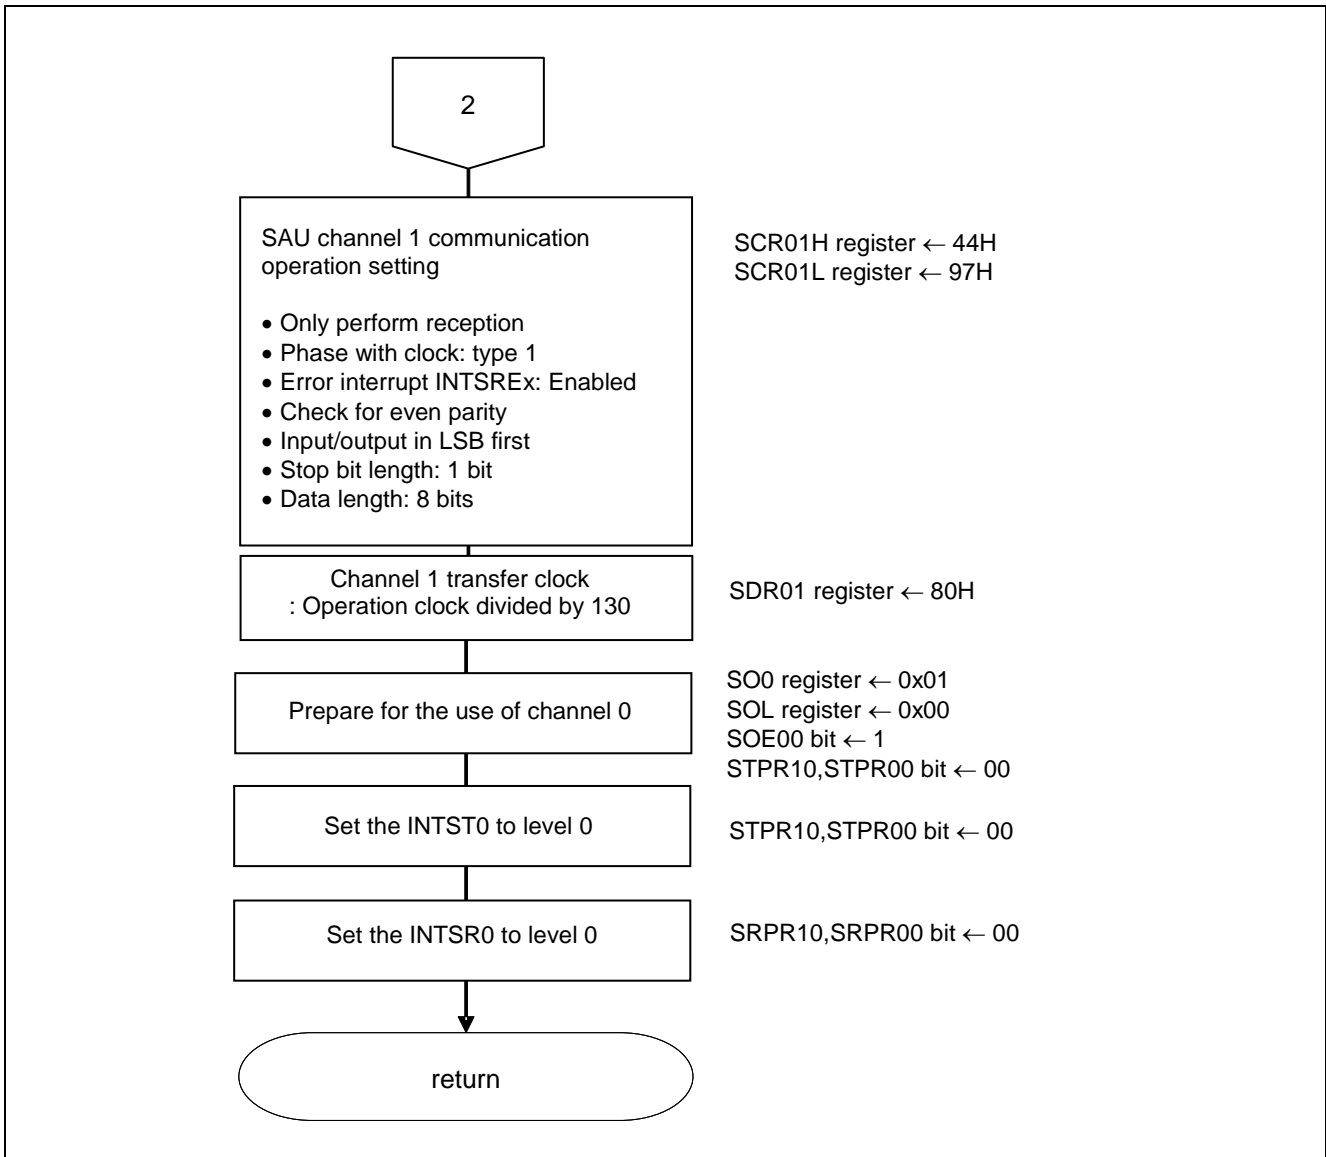 2
SAU channel 1 communication
operation setting
• Only perform reception
• Phase with clock: type 1
• Error interrupt INTSREx: Enabled
• Check for even parity
• Input/output in LSB first
• Stop bit length: 1 bit
• Data length: 8 bits
SCR01H register ← 44H
SCR01L register ← 97H
Channel 1 transfer clock
: Operation clock divided by 130
SDR01 register ← 80H
Prepare for the use of channel 0
SO0 register ← 0x01
SOL register ← 0x00
SOE00 bit ← 1
STPR10,STPR00 bit ← 00
Set the INTST0 to level 0
STPR10,STPR00 bit ← 00
Set the INTSR0 to level 0
SRPR10,SRPR00 bit ← 00
return